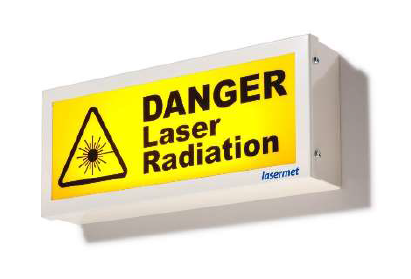 DANGER
Laser
Radiation
lasermet